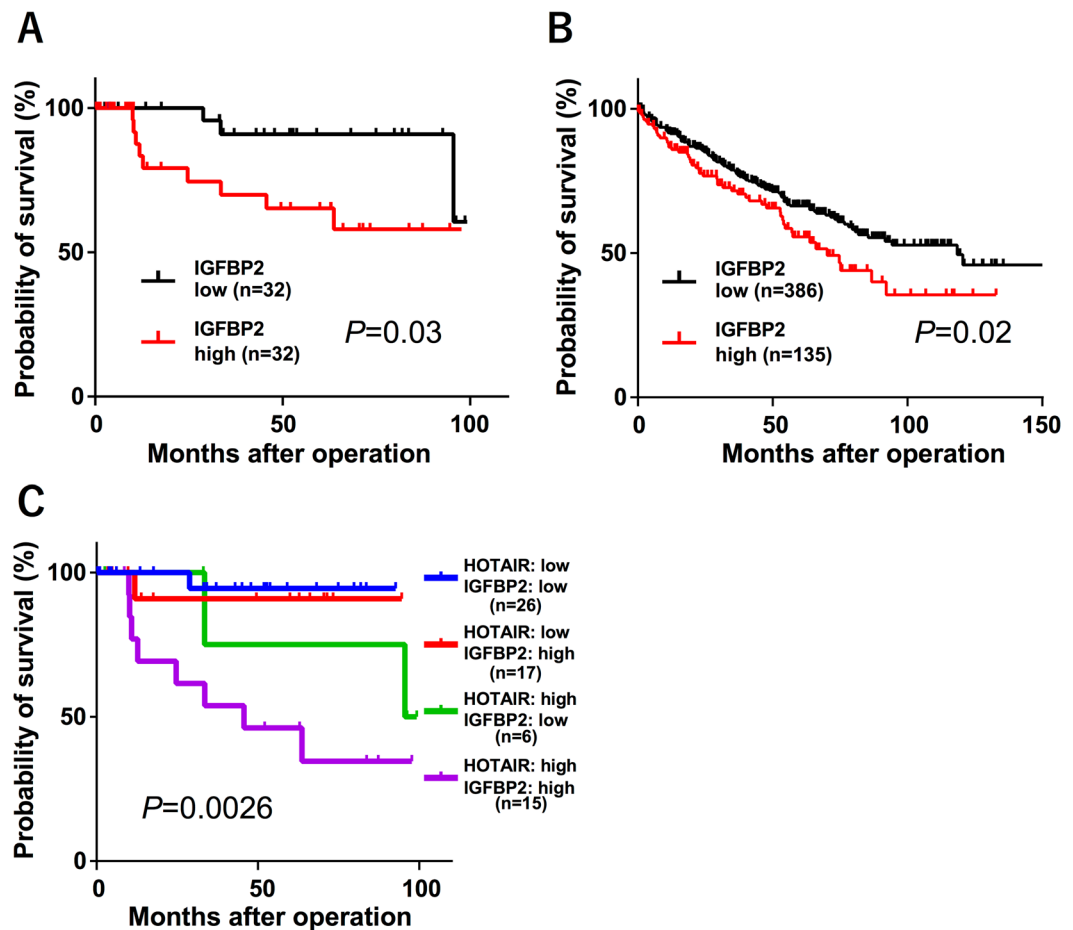 A
Probability of survival (%)
100
50
0
IGFBP2
low (n=32)
IGFBP2
high (n=32)
P=0.03
0
50
100
Months after operation
B
Probability of survival (%)
100
50
0
IGFBP2
low (n=386)
IGFBP2
high (n=135)
P=0.02
0
50
100
150
Months after operation
C
Probability of survival (%)
100
50
0
HOTAIR: low
IGFBP2: low
(n=26)
HOTAIR: low
IGFBP2: high
(n=17)
HOTAIR: high
IGFBP2: low
(n=6)
HOTAIR: high
IGFBP2: high
(n=15)
P=0.0026
0
50
100
Months after operation